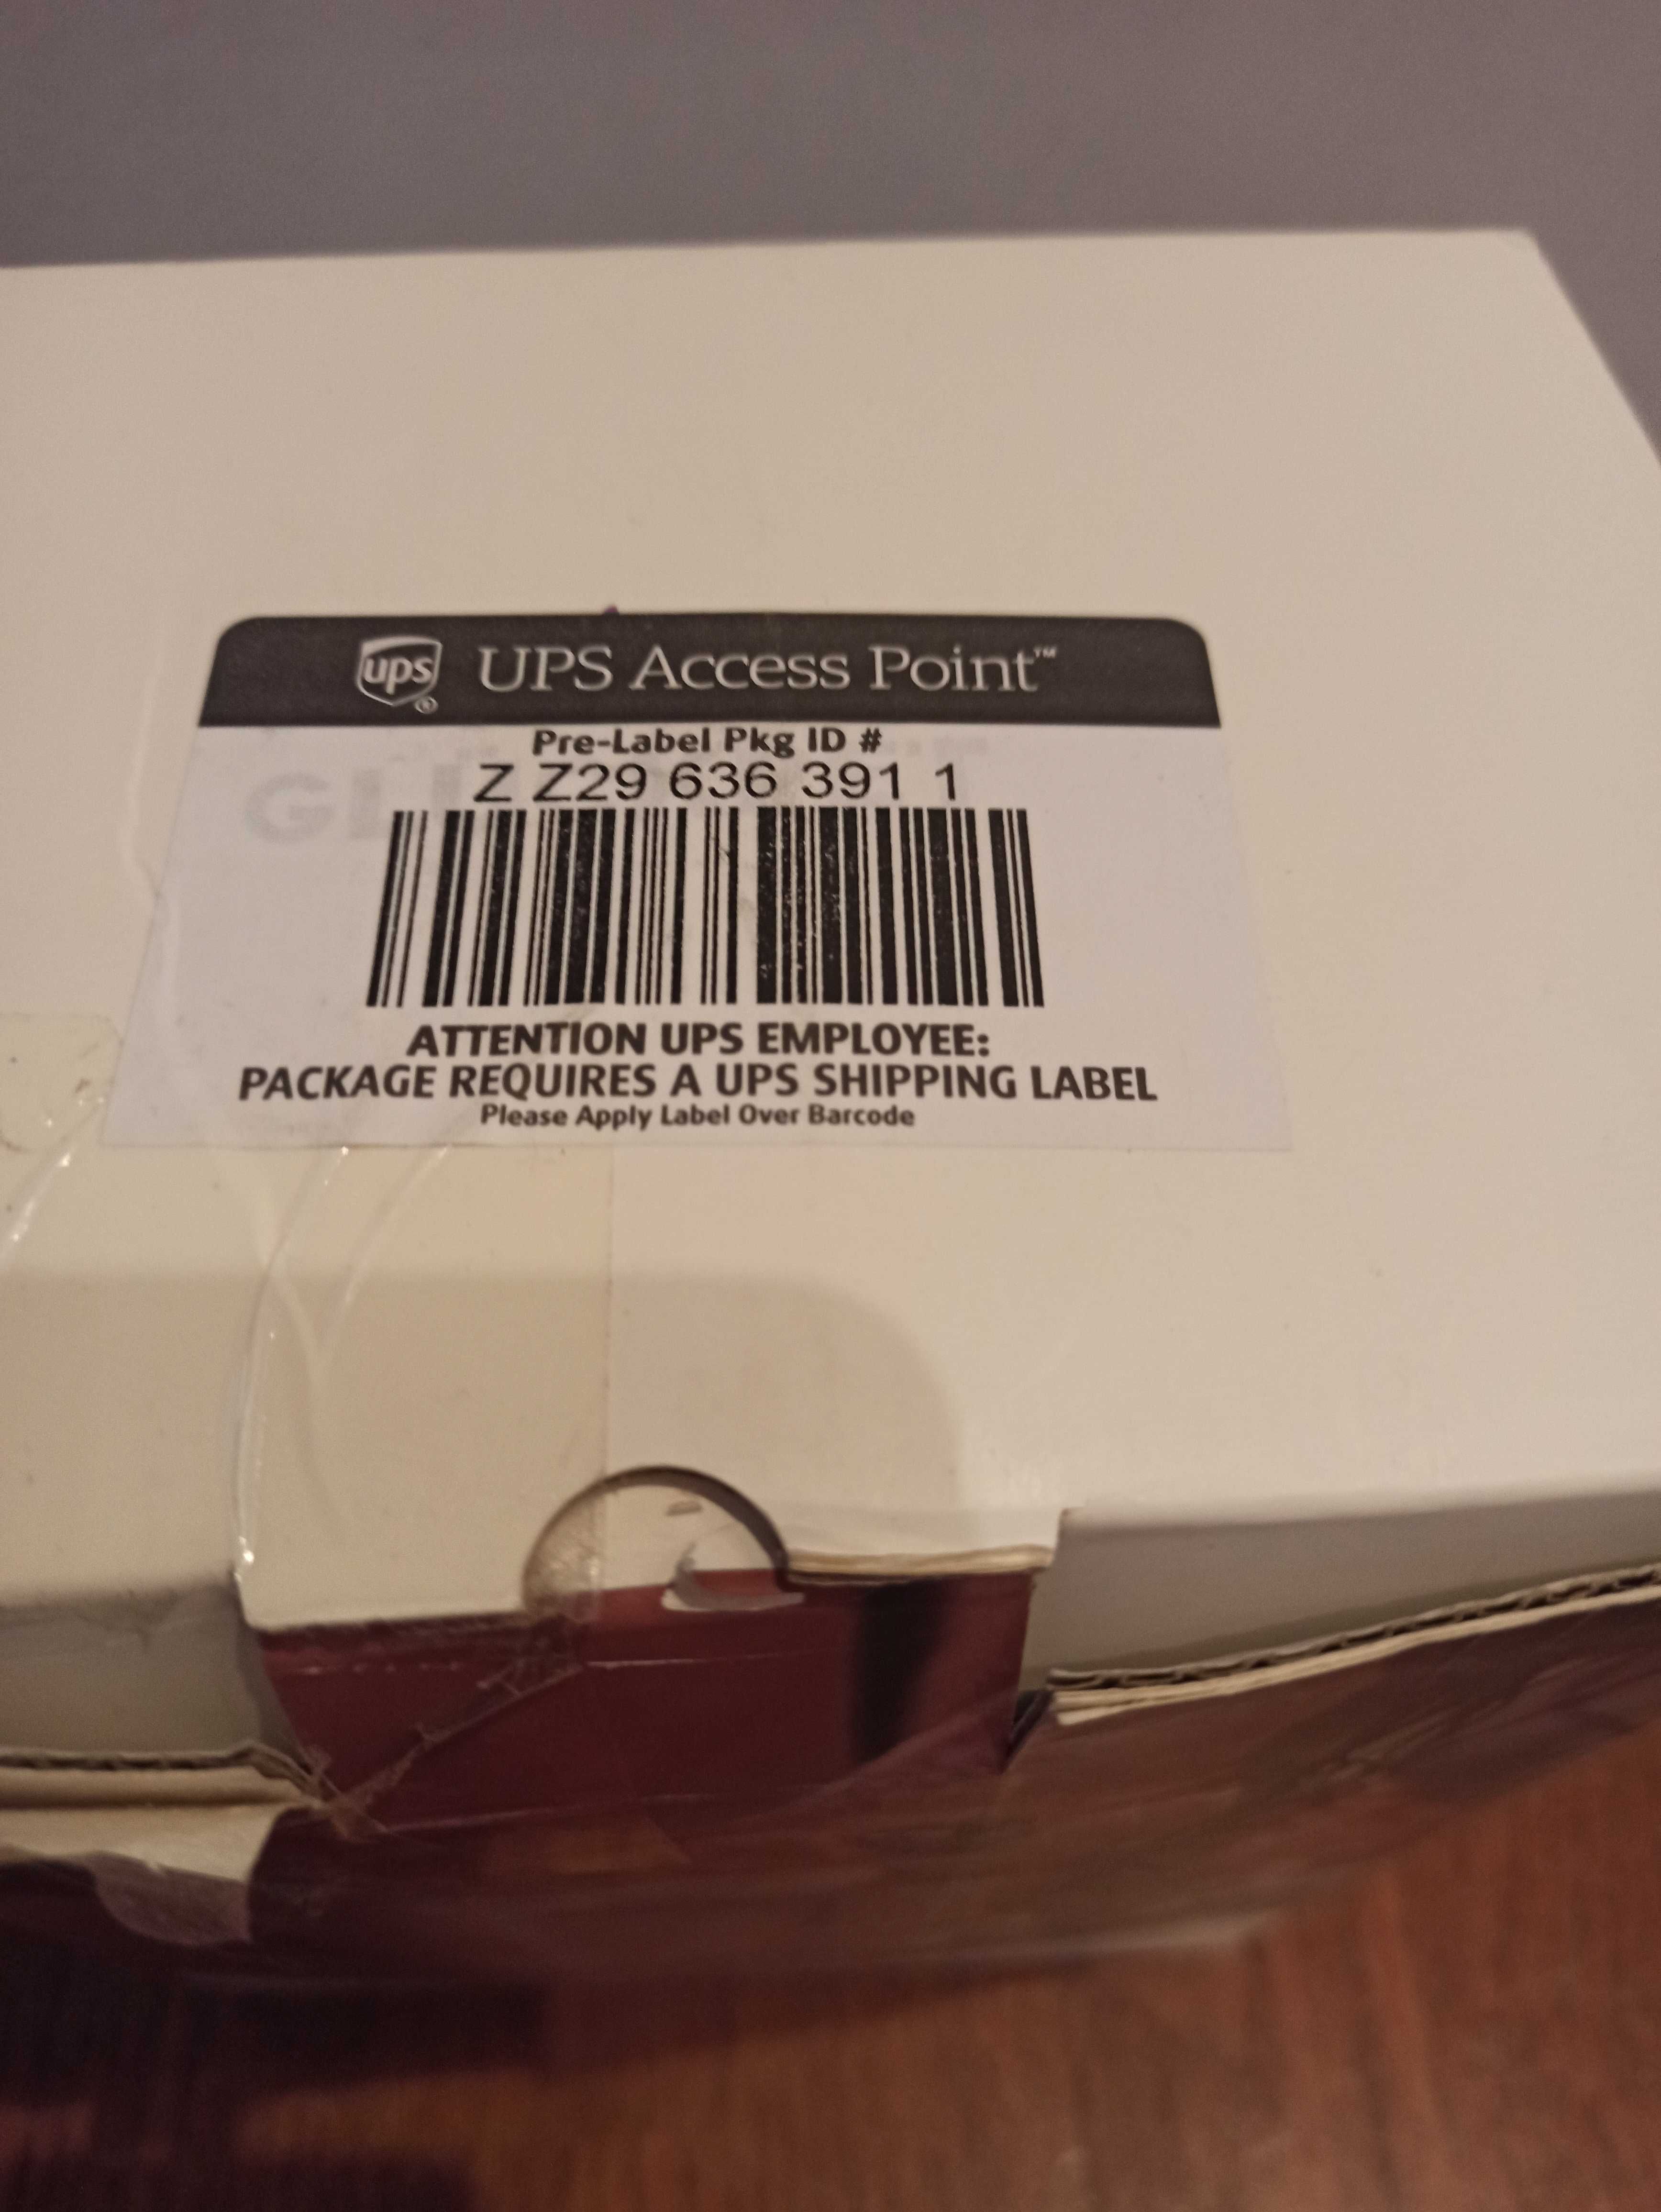 ups UPS Access Point™
Pre-Label Pkg ID #
Z Z29 636 391 1
ATTENTION UPS EMPLOYEE:
PACKAGE REQUIRES A UPS SHIPPING LABEL
Please Apply Label Over Barcode